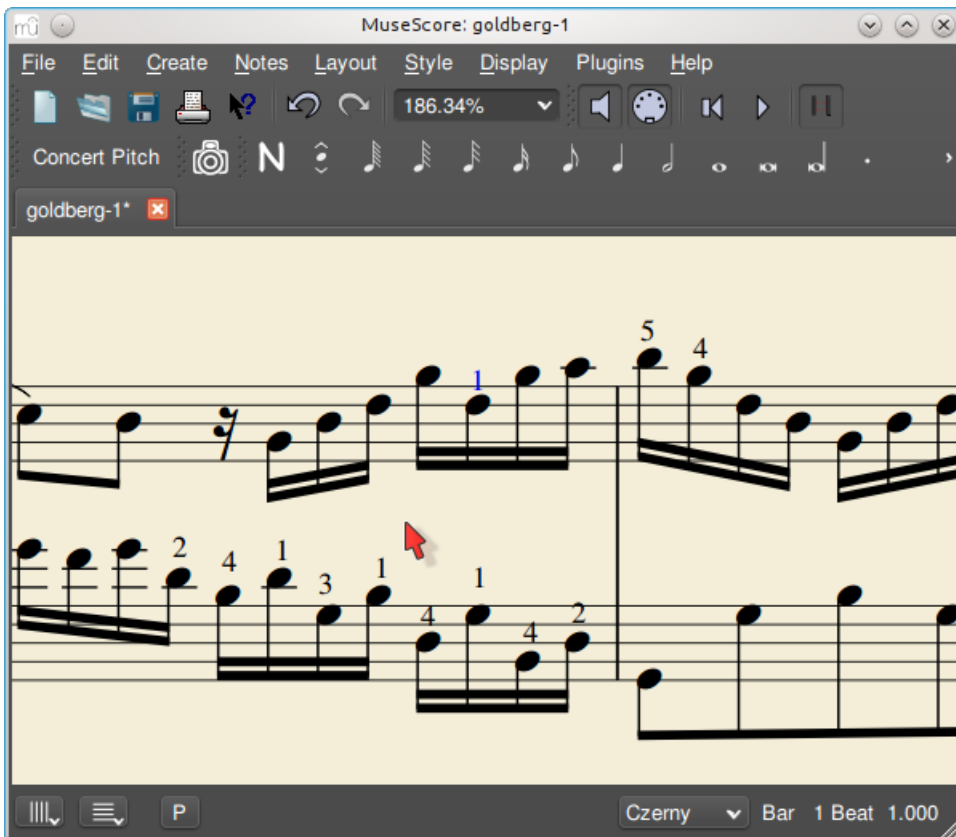 mû MuseScore: goldberg-1
File Edit Create Notes Layout Style Display Plugins Help
186.34%
Concert Pitch N
goldberg-1*
5
1 4
2 4 1 3 1 4 1 4 2
P Czerny Bar 1 Beat 1.000